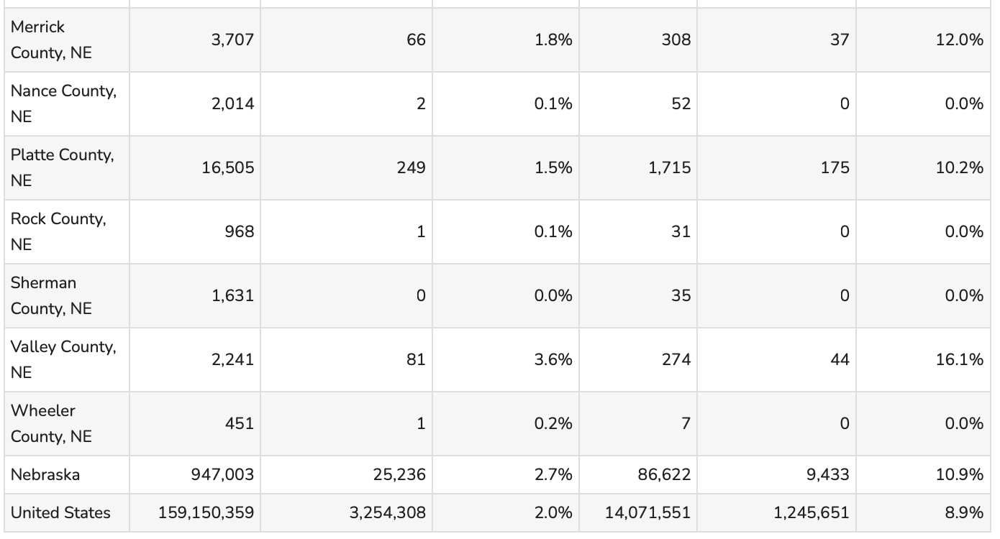 Merrick County, NE 3,707 66 1.8% 308 37 12.0%
Nance County, NE 2,014 2 0.1% 52 0 0.0%
Platte County, NE 16,505 249 1.5% 1,715 175 10.2%
Rock County, NE 968 1 0.1% 31 0 0.0%
Sherman County, NE 1,631 0 0.0% 35 0 0.0%
Valley County, NE 2,241 81 3.6% 274 44 16.1%
Wheeler County, NE 451 1 0.2% 7 0 0.0%
Nebraska 947,003 25,236 2.7% 86,622 9,433 10.9%
United States 159,150,359 3,254,308 2.0% 14,071,551 1,245,651 8.9%